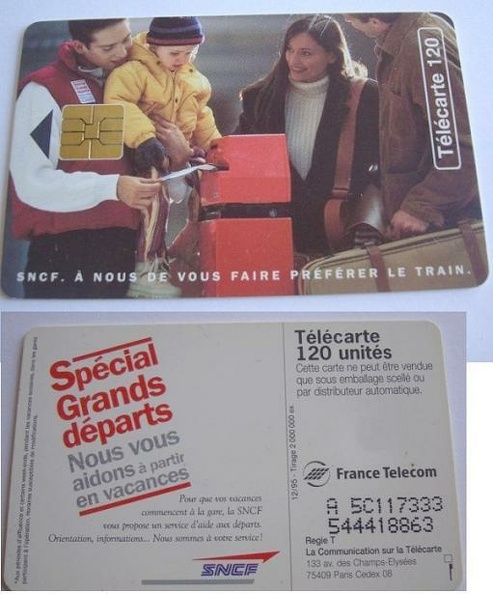 Télécarte 120
SNCF. À NOUS DE VOUS FAIRE PRÉFÉRER LE TRAIN.
Spécial
Grands
départs
Nous vous
aidons à partir
en vacances
Pour que vos vacances
commencent à la gare, la SNCF
vous propose un service d'aide aux départs.
Orientation, informations... Nous sommes à votre service!
SNCF
12/95 - Tirage 2 000 000 ex
Télécarte
120 unités
Cette carte ne peut être vendue
que sous emballage scellé ou
par distributeur automatique.
France Telecom
A 5C117333
544418863
Regie T
La Communication sur la Télécarte
133 av. des Champs-Elysées
75409 Paris Cedex 08